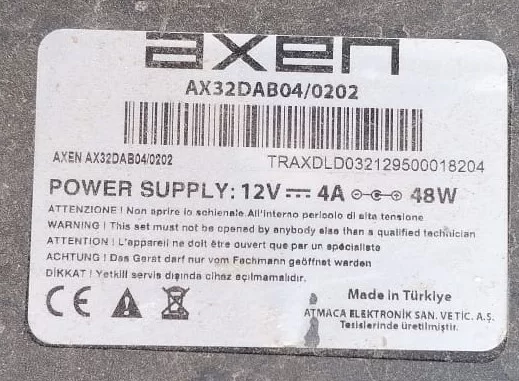 axen
AX32DAB04/0202
AXEN AX32DAB04/0202 TRAXDLD032129500018204
POWER SUPPLY: 12V 4A 48W
ATTENZIONE ! Non aprire lo schienale. All'interno pericolo di alta tensione
WARNING ! This set must not be opened by anybody else than a qualified technician
ATTENTION ! L'appareil ne doit être ouvert que par un spécialiste
ACHTUNG ! Das Gerat darf nur vom Fachmann geöffnet warden
DİKKAT ! Yetkili servis dışında cihaz açılmamalıdır.
CE
Made in Türkiye
ATMACA ELEKTRONİK SAN. VE TİC. A.Ş.
Tesislerinde üretilmiştir.